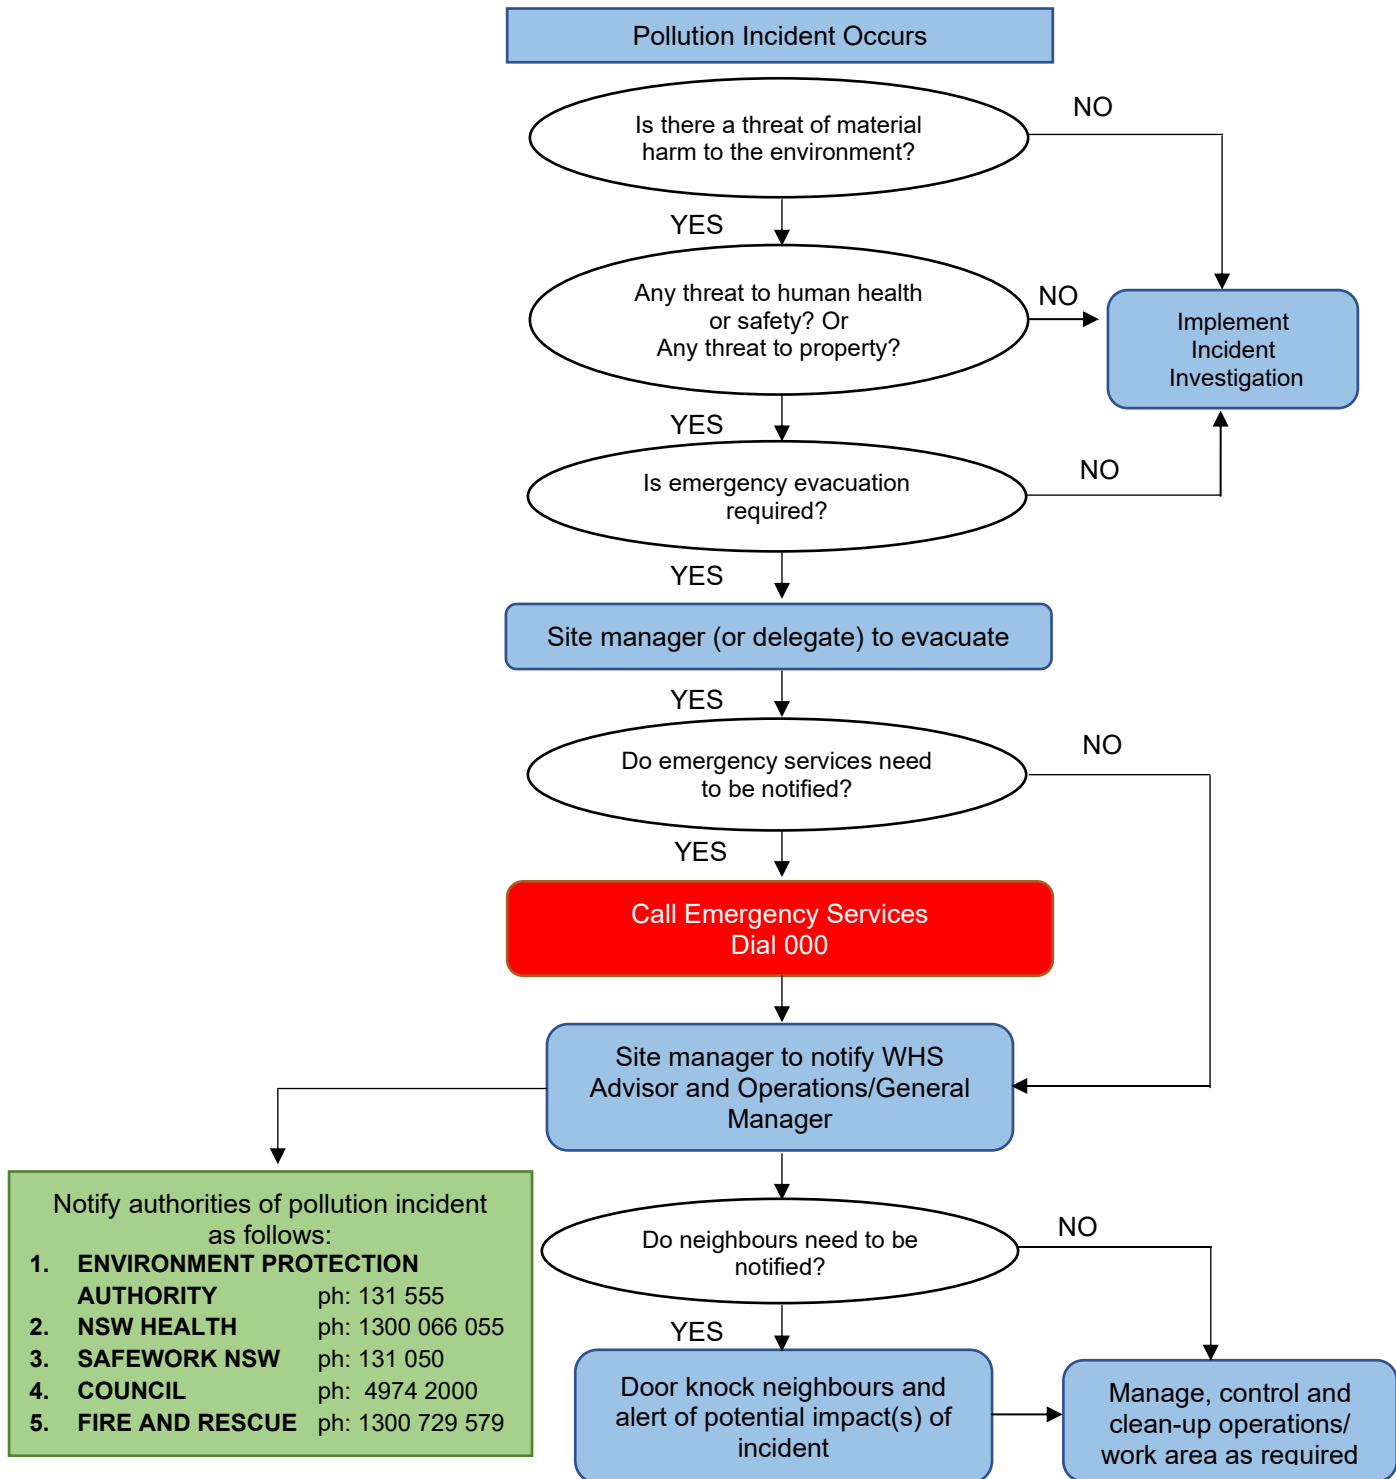 Pollution Incident Occurs
Is there a threat of material
harm to the environment?
NO
YES
Any threat to human health
or safety? Or
Any threat to property?
NO
Implement
Incident
Investigation
YES
Is emergency evacuation
required?
NO
YES
Site manager (or delegate) to evacuate
YES
Do emergency services need
to be notified?
NO
YES
Call Emergency Services
Dial 000
Site manager to notify WHS
Advisor and Operations/General
Manager
Notify authorities of pollution incident
as follows:
1. ENVIRONMENT PROTECTION
AUTHORITY ph: 131 555
2. NSW HEALTH ph: 1300 066 055
3. SAFEWORK NSW ph: 131 050
4. COUNCIL ph: 4974 2000
5. FIRE AND RESCUE ph: 1300 729 579
Do neighbours need to be
notified?
NO
YES
Door knock neighbours and
alert of potential impact(s) of
incident
Manage, control and
clean-up operations/
work area as required